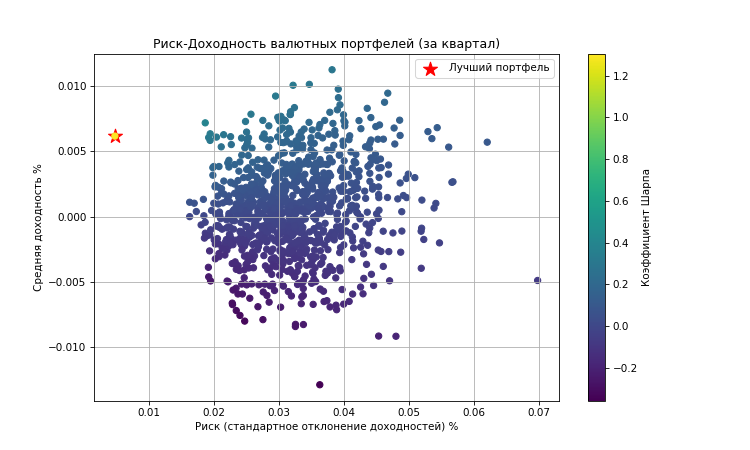 Риск-Доходность валютных портфелей (за квартал)
Лучший портфель
0.010
0.005
0.000
−0.005
−0.010
Средняя доходность %
0.01 0.02 0.03 0.04 0.05 0.06 0.07
Риск (стандартное отклонение доходностей) %
1.2
1.0
0.8
0.6
0.4
0.2
0.0
−0.2
Коэффициент Шарпа